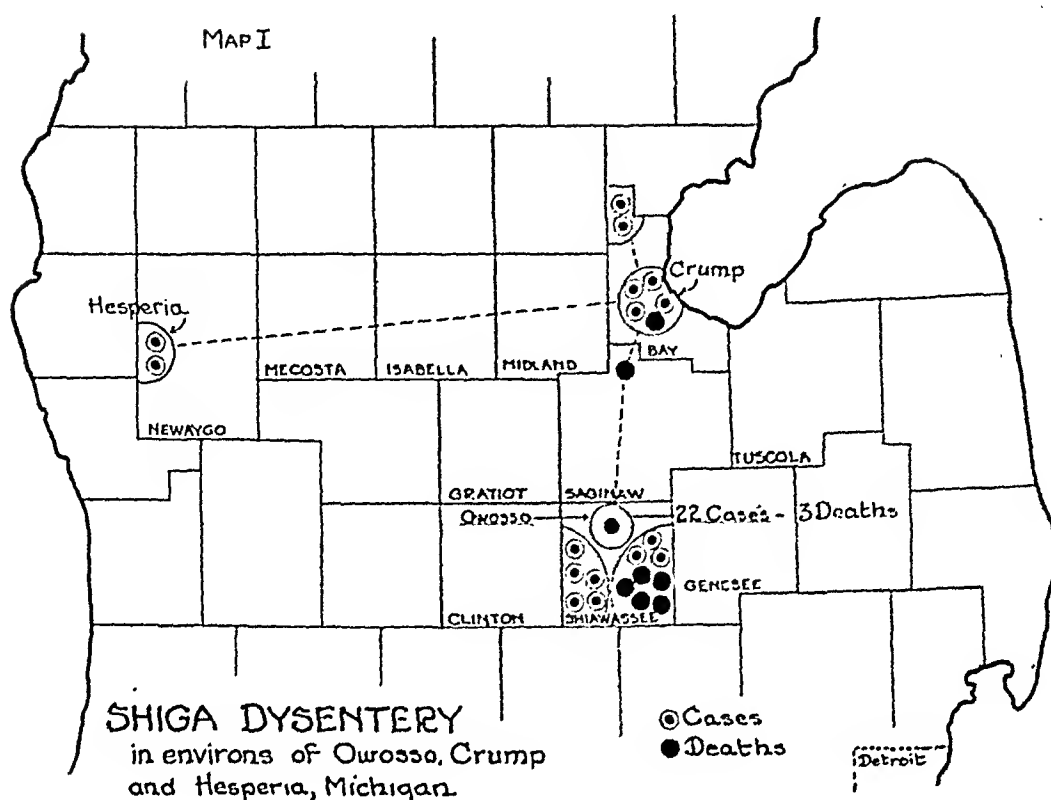 MAP I
Crump
Hesperia
BAY
MECOSTA
ISABELLA
MIDLAND
NEWAYGO
TUSCOLA
GRATIOT
SAGINAW
Owosso
22 Cases - 3 Deaths
GENESEE
CLINTON
SHIAWASSEE
SHIGA DYSENTERY
in environs of Owosso, Crump
and Hesperia, Michigan
Cases
Deaths
Detroit